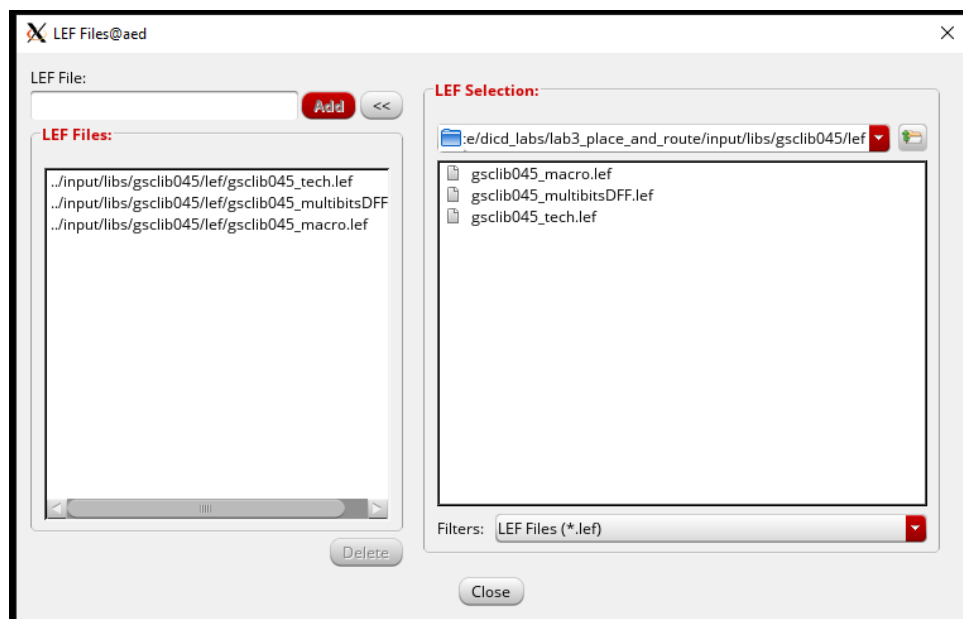 LEF Files@aed
LEF File:
Add
<<
LEF Files:
../input/libs/gsclib045/lef/gsclib045_tech.lef
../input/libs/gsclib045/lef/gsclib045_multibitsDFF
../input/libs/gsclib045/lef/gsclib045_macro.lef
Delete
LEF Selection:
:e/dicd_labs/lab3_place_and_route/input/libs/gsclib045/lef
gsclib045_macro.lef
gsclib045_multibitsDFF.lef
gsclib045_tech.lef
Filters: LEF Files (*.lef)
Close